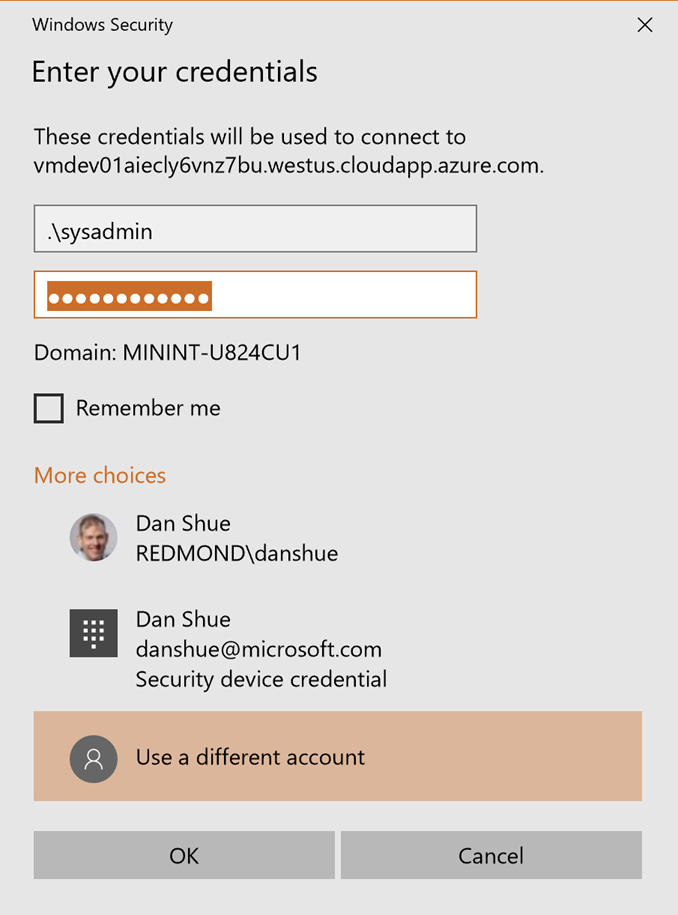 Windows Security
Enter your credentials
These credentials will be used to connect to
vmdev01aiecly6vnz7bu.westus.cloudapp.azure.com.
.\sysadmin
●●●●●●●●●●●●
Domain: MININT-U824CU1
Remember me
More choices
Dan Shue
REDMOND\danshue
Dan Shue
danshue@microsoft.com
Security device credential
Use a different account
OK
Cancel